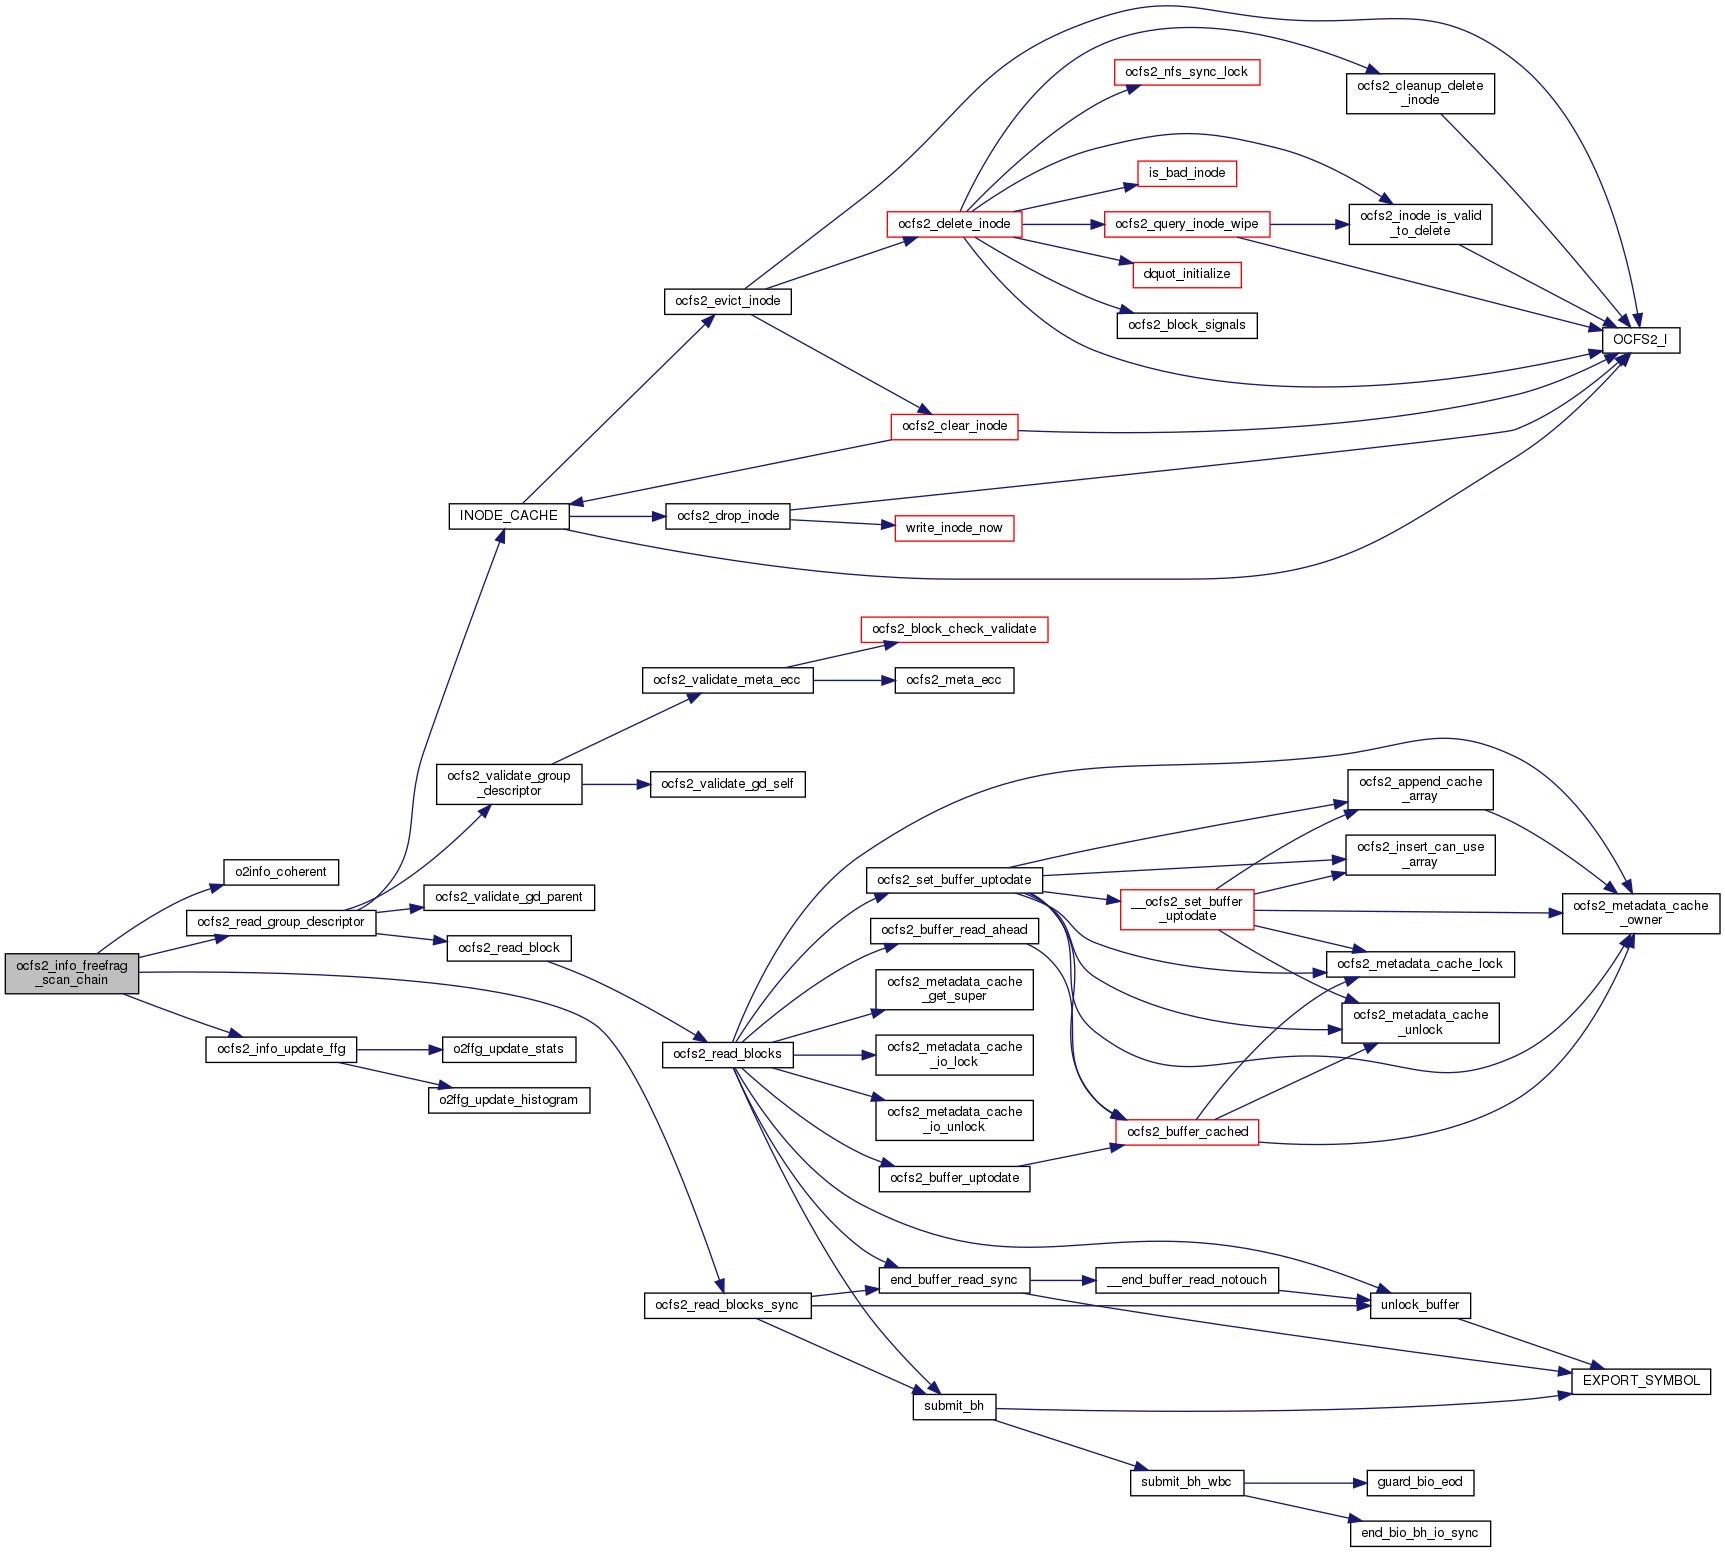 ocfs2_info_freefrag
_scan_chain
o2info_coherent
ocfs2_read_group_descriptor
ocfs2_info_update_ffg
INODE_CACHE
ocfs2_validate_group
_descriptor
ocfs2_validate_gd_parent
ocfs2_read_block
o2ffg_update_stats
o2ffg_update_histogram
ocfs2_evict_inode
ocfs2_drop_inode
ocfs2_validate_meta_ecc
ocfs2_validate_gd_self
ocfs2_read_blocks
ocfs2_read_blocks_sync
ocfs2_delete_inode
ocfs2_clear_inode
write_inode_now
ocfs2_block_check_validate
ocfs2_meta_ecc
ocfs2_set_buffer_uptodate
ocfs2_buffer_read_ahead
ocfs2_metadata_cache
_get_super
ocfs2_metadata_cache
_io_lock
ocfs2_metadata_cache
_io_unlock
ocfs2_buffer_uptodate
end_buffer_read_sync
submit_bh
ocfs2_nfs_sync_lock
is_bad_inode
ocfs2_query_inode_wipe
dquot_initialize
ocfs2_block_signals
__ocfs2_set_buffer
_uptodate
ocfs2_buffer_cached
__end_buffer_read_notouch
submit_bh_wbc
ocfs2_cleanup_delete
_inode
ocfs2_inode_is_valid
_to_delete
ocfs2_append_cache
_array
ocfs2_insert_can_use
_array
ocfs2_metadata_cache_lock
ocfs2_metadata_cache
_unlock
unlock_buffer
guard_bio_eod
end_bio_bh_io_sync
OCFS2_I
ocfs2_metadata_cache
_owner
EXPORT_SYMBOL